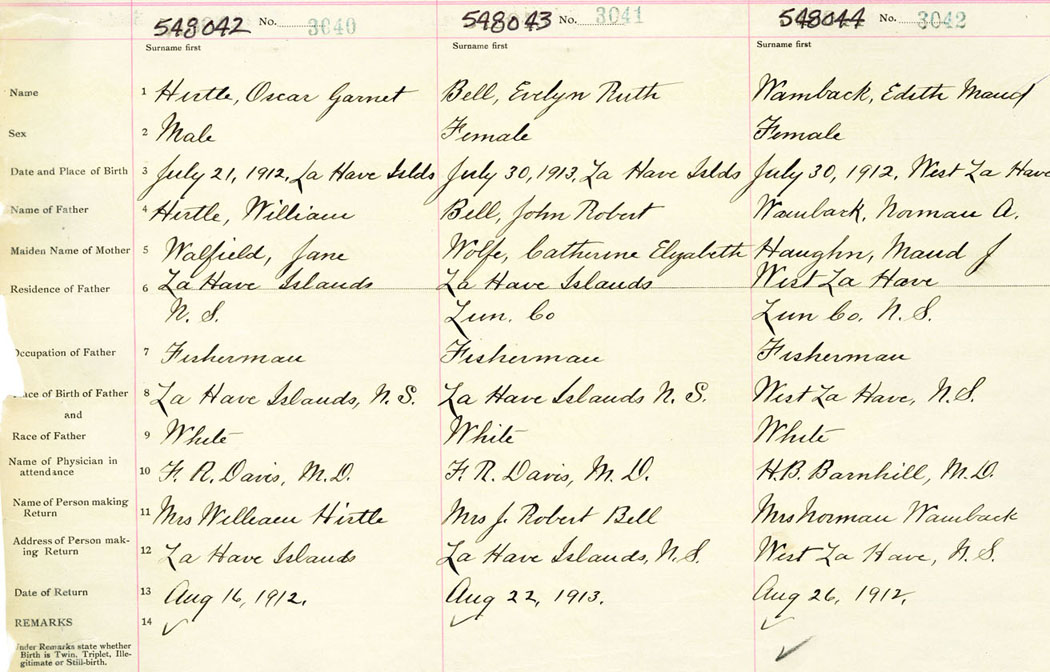 548042 No. 3040 548043 No. 3041 548044 No. 3042
Surname first Surname first Surname first
Name 1 Hirtle, Oscar Garnet Bell, Evelyn Ruth Wamback, Edith Maud
Sex 2 Male Female Female
Date and Place of Birth 3 July 21, 1912, La Have Islds July 30, 1913, La Have Islds July 30, 1912, West La Have
Name of Father 4 Hirtle, William Bell, John Robert Wamback, Norman A.
Maiden Name of Mother 5 Walfield, Jane Wolfe, Catherine Elizabeth Haughn, Maud J
Residence of Father 6 La Have Islands La Have Islands West La Have
N. S. Lun. Co Lun Co. N. S.
Occupation of Father 7 Fisherman Fisherman Fisherman
Place of Birth of Father 8 La Have Islands, N. S. La Have Islands N. S. West La Have, N. S.
and
Race of Father 9 White White White
Name of Physician in
attendance 10 F. R. Davis, M. D. F. R. Davis, M. D. H. B. Barnhill, M. D.
Name of Person making
Return 11 Mrs William Hirtle Mrs J. Robert Bell Mrs Norman Wamback
Address of Person mak-
ing Return 12 La Have Islands La Have Islands, N. S. West La Have, N. S.
Date of Return 13 Aug 16, 1912. Aug 22, 1913. Aug 26, 1912.
REMARKS 14
Under Remarks state whether
Birth is Twin, Triplet, Ille-
gitimate or Still-birth.